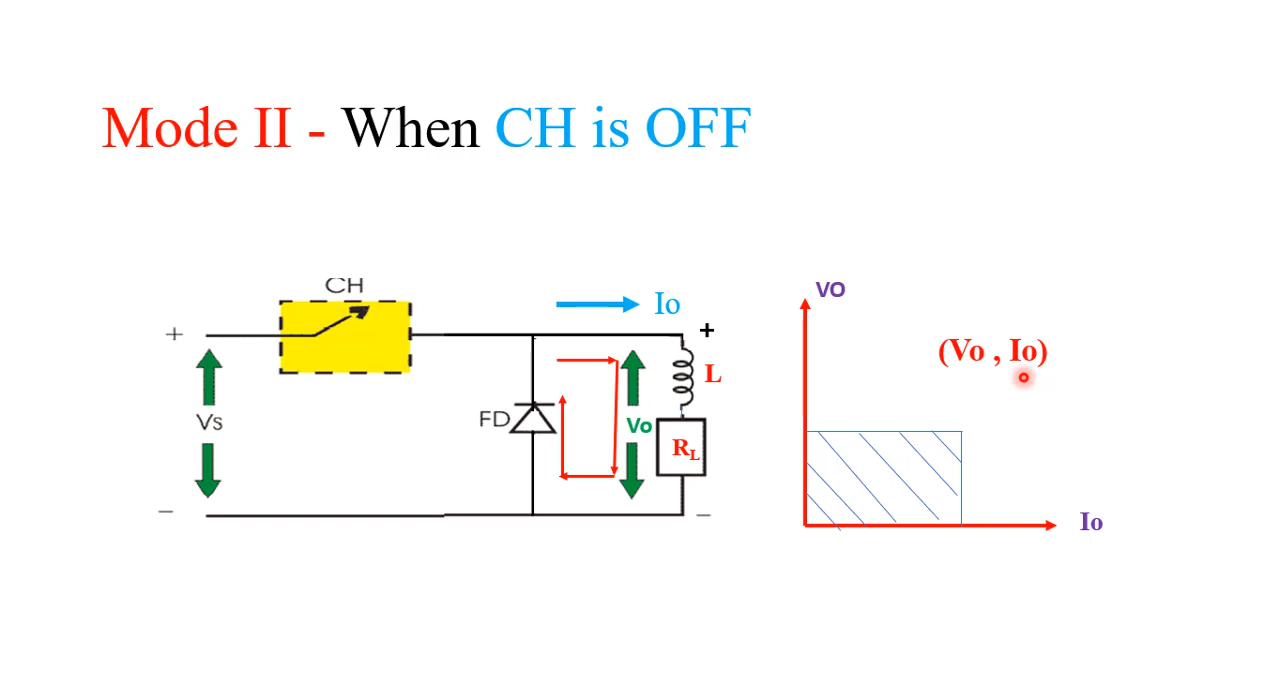 Mode II - When CH is OFF
CH
Io
+
+
L
Vs
FD
Vo
RL
−
−
VO
(Vo , Io)
Io